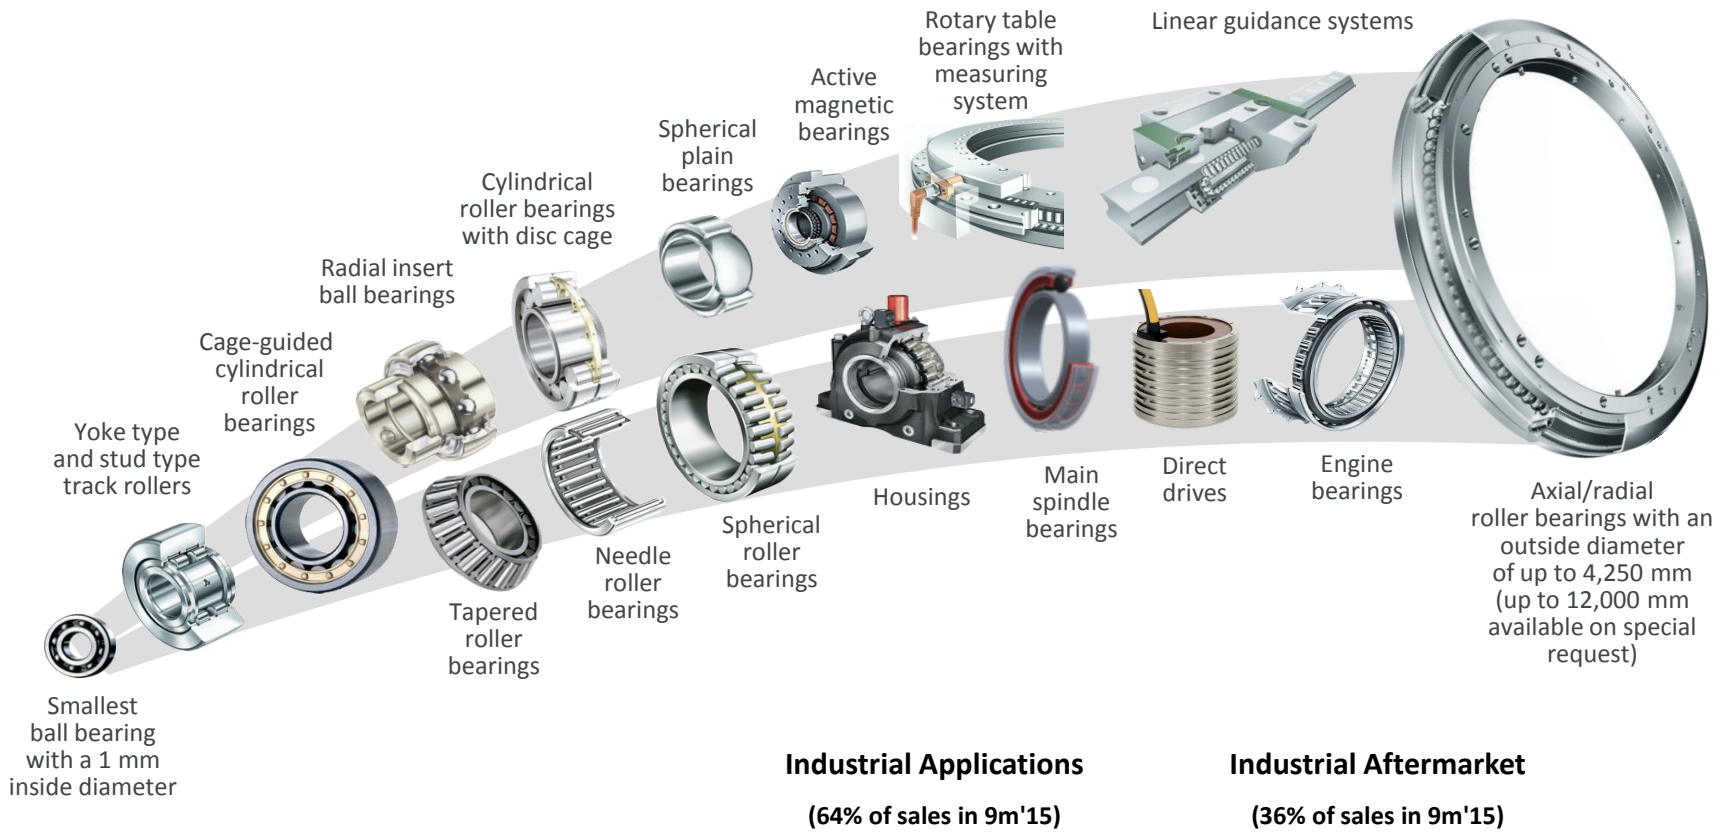 Smallest
ball bearing
with a 1 mm
inside diameter
Yoke type
and stud type
track rollers
Cage-guided
cylindrical
roller
bearings
Radial insert
ball bearings
Cylindrical
roller bearings
with disc cage
Spherical
plain
bearings
Active
magnetic
bearings
Rotary table
bearings with
measuring
system
Linear guidance systems
Tapered
roller
bearings
Needle
roller
bearings
Spherical
roller
bearings
Housings
Main
spindle
bearings
Direct
drives
Engine
bearings
Axial/radial
roller bearings with an
outside diameter
of up to 4,250 mm
(up to 12,000 mm
available on special
request)
Industrial Applications
(64% of sales in 9m'15)
Industrial Aftermarket
(36% of sales in 9m'15)